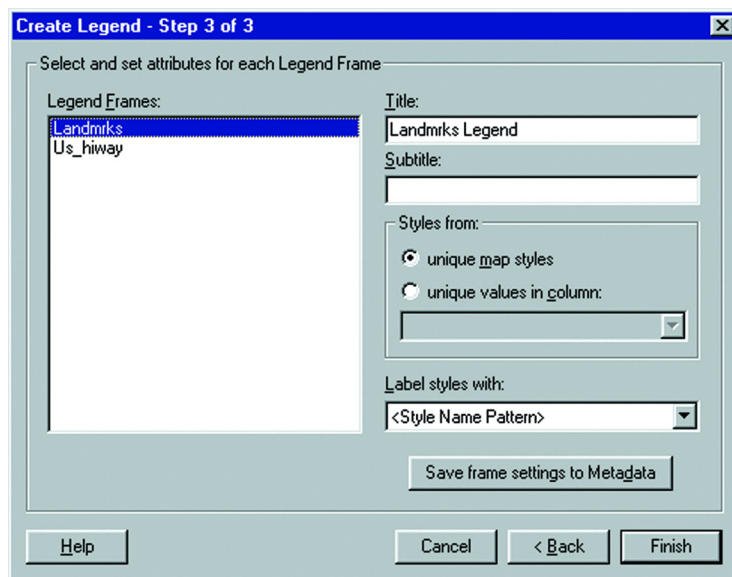 Create Legend - Step 3 of 3
Select and set attributes for each Legend Frame
Legend Frames:
Landmrks
Us_hiway
Title:
Landmrks Legend
Subtitle:
Styles from:
unique map styles
unique values in column:
Label styles with:
<Style Name Pattern>
Save frame settings to Metadata
Help
Cancel
< Back
Finish